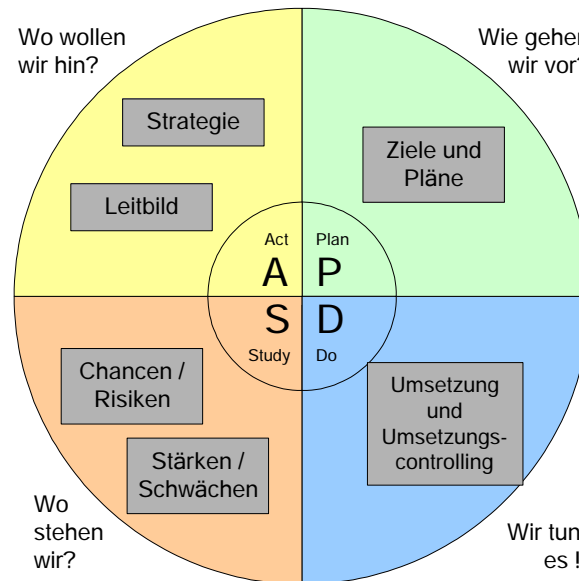 Wo wollen
wir hin?
Wie gehen
wir vor?
Strategie
Leitbild
Ziele und
Pläne
Act
Plan
A
P
S
D
Study
Do
Chancen /
Risiken
Stärken /
Schwächen
Umsetzung
und
Umsetzungs-
controlling
Wo
stehen
wir?
Wir tun
es !